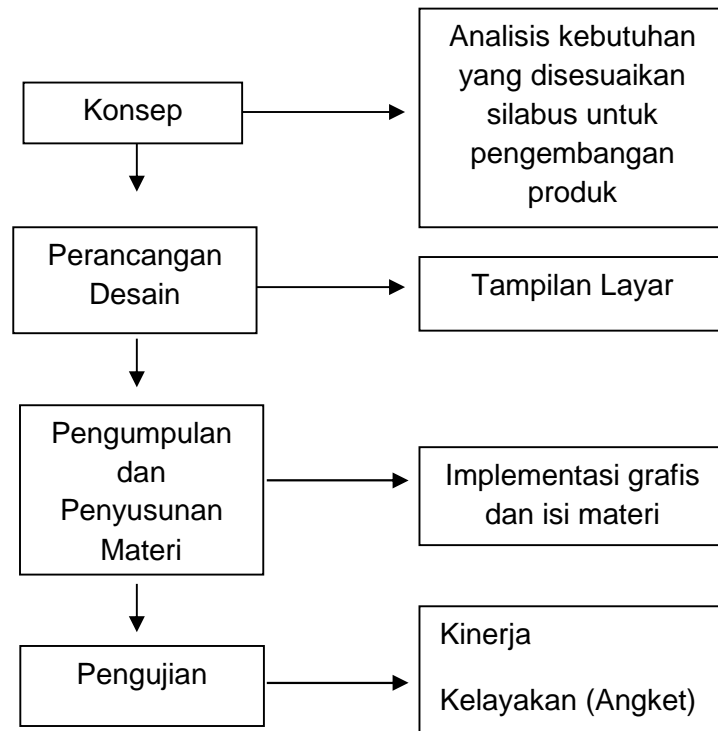 Konsep
Analisis kebutuhan
yang disesuaikan
silabus untuk
pengembangan
produk
Perancangan
Desain
Tampilan Layar
Pengumpulan
dan
Penyusunan
Materi
Implementasi grafis
dan isi materi
Pengujian
Kinerja
Kelayakan (Angket)